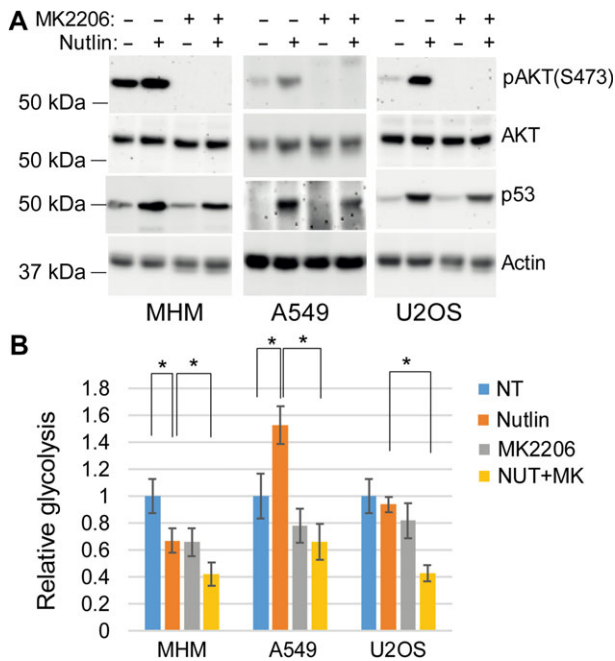 A MK2206: – – + + – – + + – – + +
Nutlin: – + – + – + – + – + – +
pAKT(S473)
50 kDa
AKT
50 kDa
50 kDa
p53
Actin
37 kDa
MHM A549 U2OS
B
* * * * *
1.8
1.6
1.4
1.2
1
0.8
0.6
0.4
0.2
0
Relative glycolysis
NT
Nutlin
MK2206
NUT+MK
MHM A549 U2OS